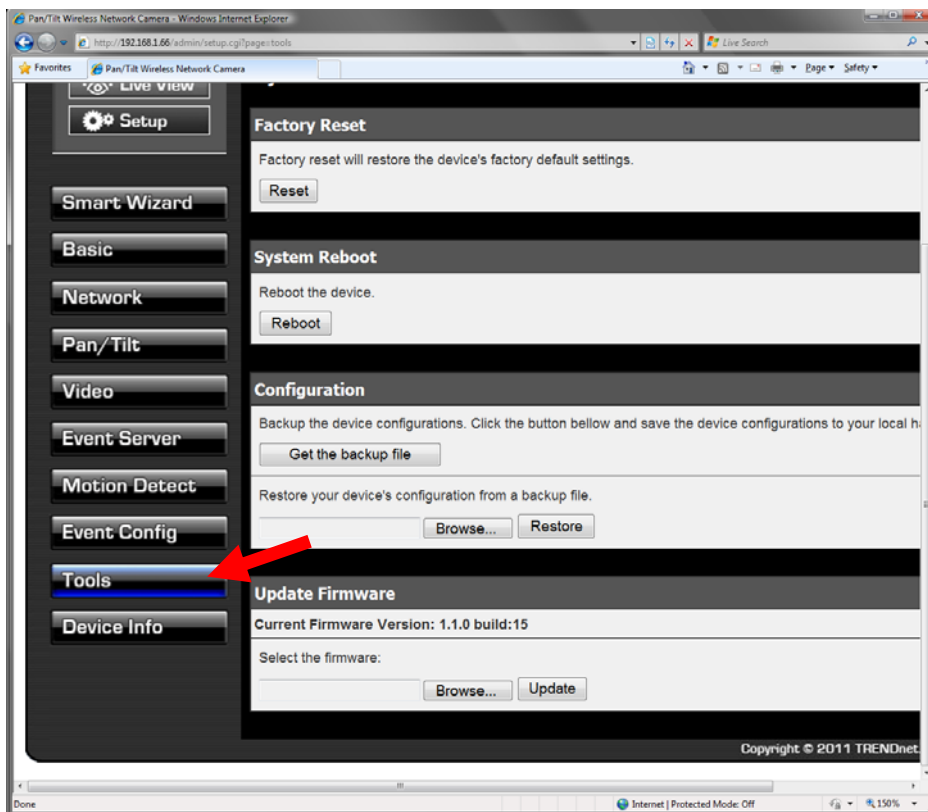 Pan/Tilt Wireless Network Camera - Windows Internet Explorer
http://192.168.1.66/admin/setup.cgi?page=tools
Live Search
Favorites
Pan/Tilt Wireless Network Camera
Page
Safety
Live View
Setup
Smart Wizard
Basic
Network
Pan/Tilt
Video
Event Server
Motion Detect
Event Config
Tools
Device Info
Factory Reset
Factory reset will restore the device's factory default settings.
Reset
System Reboot
Reboot the device.
Reboot
Configuration
Backup the device configurations. Click the button bellow and save the device configurations to your local
Get the backup file
Restore your device's configuration from a backup file.
Browse... Restore
Update Firmware
Current Firmware Version: 1.1.0 build:15
Select the firmware:
Browse... Update
Copyright © 2011 TRENDnet.
Done
Internet | Protected Mode: Off
150%